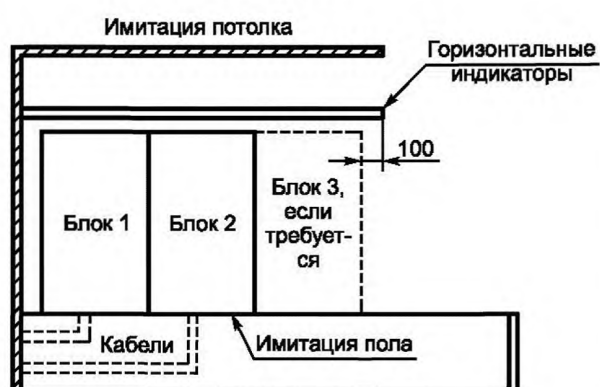 Имитация потолка
Горизонтальные
индикаторы
100
Блок 1
Блок 2
Блок 3,
если
требует-
ся
Кабели
Имитация пола